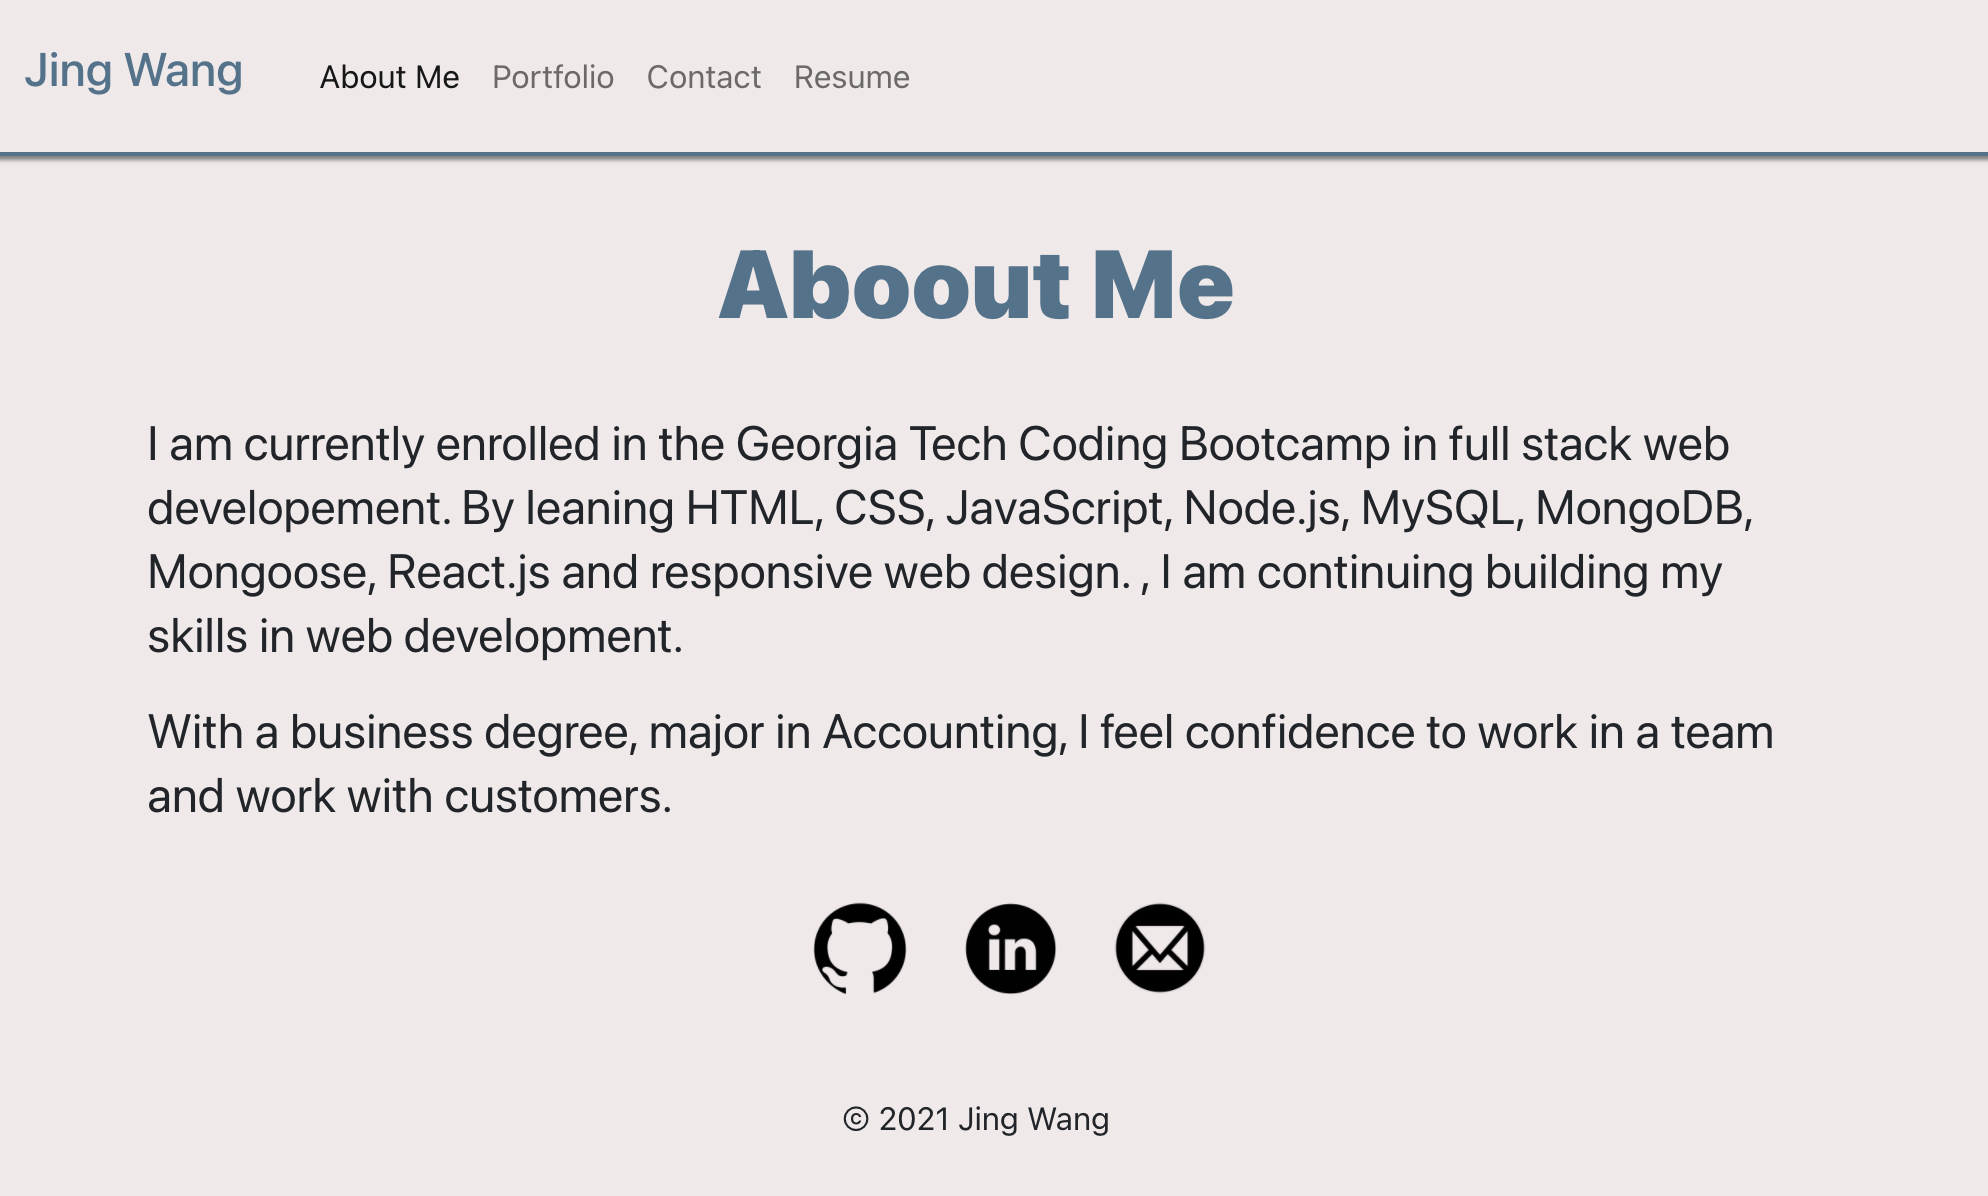 Jing Wang
About Me Portfolio Contact Resume
Aboout Me
I am currently enrolled in the Georgia Tech Coding Bootcamp in full stack web
developement. By leaning HTML, CSS, JavaScript, Node.js, MySQL, MongoDB,
Mongoose, React.js and responsive web design. , I am continuing building my
skills in web development.
With a business degree, major in Accounting, I feel confidence to work in a team
and work with customers.
in
© 2021 Jing Wang